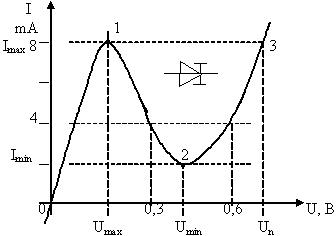 I
mA
Imax 8
1
3
4
Imin
2
0 0,3 0,6 U, B
Umax Umin Un